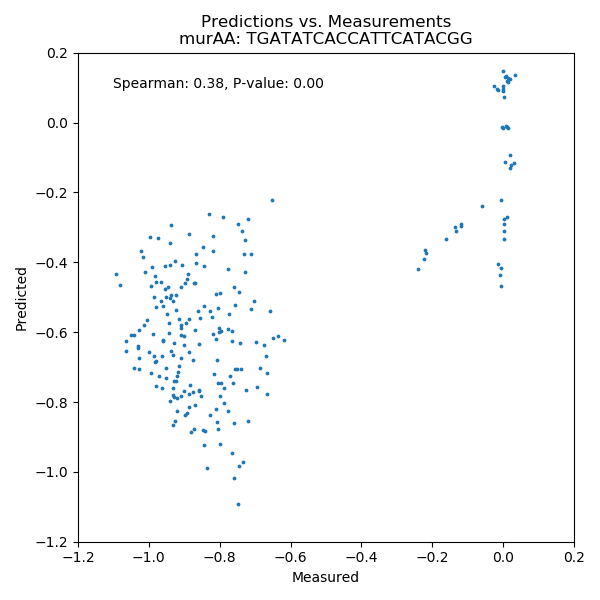 Predictions vs. Measurements
murAA: TGATATCACCATTCATACGG
Spearman: 0.38, P-value: 0.00
0.2
0.0
−0.2
−0.4
−0.6
−0.8
−1.0
−1.2
Predicted
−1.2 −1.0 −0.8 −0.6 −0.4 −0.2 0.0 0.2
Measured